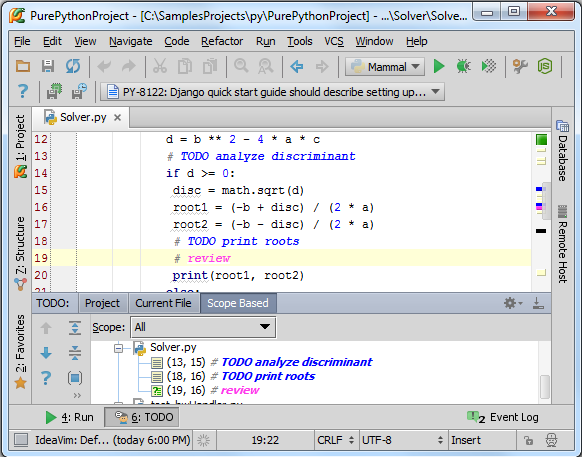 PurePythonProject - [C:\SamplesProjects\py\PurePythonProject] - ...\Solver\Solve...
File Edit View Navigate Code Refactor Run Tools VCS Window Help
Mammal
PY-8122: Django quick start guide should describe setting up...
Solver.py
1: Project
7: Structure
2: Favorites
Database
Remote Host
12 d = b ** 2 - 4 * a * c
13 # TODO analyze discriminant
14 if d >= 0:
15 disc = math.sqrt(d)
16 root1 = (-b + disc) / (2 * a)
17 root2 = (-b - disc) / (2 * a)
18 # TODO print roots
19 # review
20 print(root1, root2)
else:
TODO: Project Current File Scope Based
Scope: All
Solver.py
(13, 15) # TODO analyze discriminant
(18, 16) # TODO print roots
(19, 16) # review
4: Run 6: TODO 2 Event Log
IdeaVim: Def... (today 6:00 PM) 19:22 CRLF UTF-8 Insert